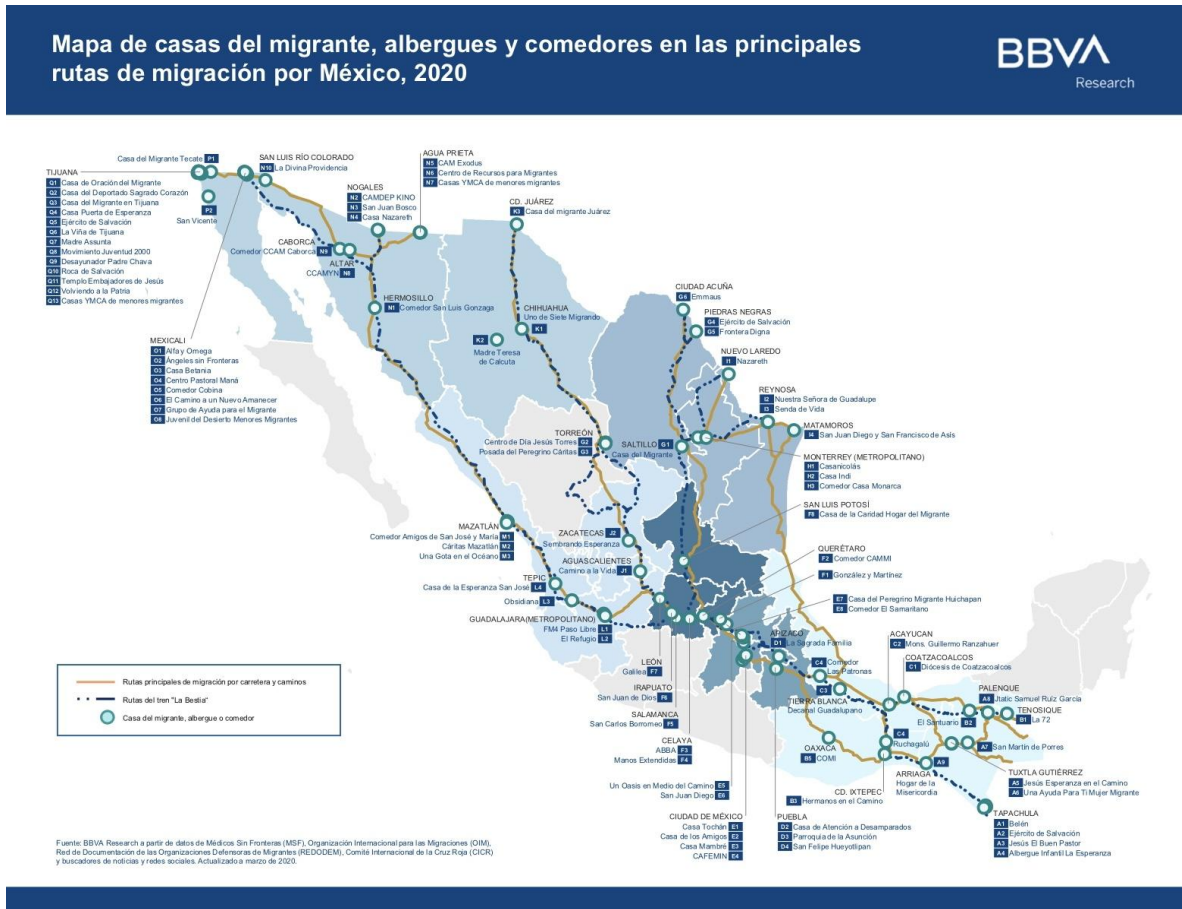 Mapa de casas del migrante, albergues y comedores en las principales
rutas de migración por México, 2020
BBVA
Research
Casa del Migrante Tecate P1
TIJUANA
Q1 Casa de Oración del Migrante
Q2 Casa del Deportado Sagrado Corazón
Q3 Casa del Migrante en Tijuana
Q4 Casa Puerta de Esperanza
Q5 Ejército de Salvación
Q6 La Viña de Tijuana
Q7 Madre Assunta
Q8 Movimiento Juventud 2000
Q9 Desayunador Padre Chava
Q10 Roca de Salvación
Q11 Templo Embajadores de Jesús
Q12 Volviendo a la Patria
Q13 Casas YMCA de menores migrantes
P2
San Vicente
SAN LUIS RÍO COLORADO
N10 La Divina Providencia
NOGALES
N2 CAMDEP KINO
N3 San Juan Bosco
N4 Casa Nazareth
AGUA PRIETA
N5 CAM Exodus
N6 Centro de Recursos para Migrantes
N7 Casas YMCA de menores migrantes
CD. JUÁREZ
K3 Casa del migrante Juárez
CABORCA
Comedor CCAM Caborca N9
ALTAR
CCAMYN N8
HERMOSILLO
N1 Comedor San Luis Gonzaga
MEXICALI
O1 Alfa y Omega
O2 Ángeles sin Fronteras
O3 Casa Betania
O4 Centro Pastoral Maná
O5 Comedor Cobina
O6 El Camino a un Nuevo Amanecer
O7 Grupo de Ayuda para el Migrante
O8 Juvenil del Desierto Menores Migrantes
CHIHUAHUA
Uno de Siete Migrando
K1
K2
Madre Teresa
de Calcuta
CIUDAD ACUÑA
G6 Emmaus
PIEDRAS NEGRAS
G4 Ejército de Salvación
G5 Frontera Digna
NUEVO LAREDO
I1 Nazareth
REYNOSA
I2 Nuestra Señora de Guadalupe
I3 Senda de Vida
MATAMOROS
I4 San Juan Diego y San Francisco de Asís
TORREÓN
Centro de Día Jesús Torres G2
Posada del Peregrino Cáritas G3
SALTILLO G1
Casa del Migrante
MONTERREY (METROPOLITANO)
H1 Casanicolás
H2 Casa Indi
H3 Comedor Casa Monarca
SAN LUIS POTOSÍ
F8 Casa de la Caridad Hogar del Migrante
MAZATLÁN
Comedor Amigos de San José y María M1
Cáritas Mazatlán M2
Una Gota en el Océano M3
ZACATECAS J2
Sembrando Esperanza
AGUASCALIENTES
Camino a la Vida J1
QUERÉTARO
F2 Comedor CAMMI
F1 González y Martínez
TEPIC
Casa de la Esperanza San José L4
Obsidiana L3
E7 Casa del Peregrino Migrante Huichapan
E8 Comedor El Samaritano
GUADALAJARA (METROPOLITANO)
FM4 Paso Libre L1
El Refugio L2
APIZACO
D1 La Sagrada Familia
ACAYUCAN
C2 Mons. Guillermo Ranzahuer
COATZACOALCOS
C1 Diócesis de Coatzacoalcos
LEÓN
Galilea F7
IRAPUATO
San Juan de Dios F6
SALAMANCA
San Carlos Borromeo F5
CELAYA
ABBA F3
Manos Extendidas F4
C4 Comedor
Las Patronas
C3
TIERRA BLANCA
Decanal Guadalupano
PALENQUE
A8 Jtatic Samuel Ruíz García
TENOSIQUE
B1 La 72
El Santuario B2
C4
Ruchagalú
A7 San Martín de Porres
OAXACA
B5 COMI
A9
ARRIAGA
Hogar de la
Misericordia
TUXTLA GUTIÉRREZ
A5 Jesús Esperanza en el Camino
A6 Una Ayuda Para Ti Mujer Migrante
CD. IXTEPEC
B3 Hermanos en el Camino
Un Oasis en Medio del Camino E5
San Juan Diego E6
CIUDAD DE MÉXICO
Casa Tochán E1
Casa de los Amigos E2
Casa Mambré E3
CAFEMIN E4
PUEBLA
D2 Casa de Atención a Desamparados
D3 Parroquia de la Asunción
D4 San Felipe Hueyotlipan
TAPACHULA
A1 Belén
A2 Ejército de Salvación
A3 Jesús El Buen Pastor
A4 Albergue Infantil La Esperanza
Rutas principales de migración por carretera y caminos
Rutas del tren "La Bestia"
Casa del migrante, albergue o comedor
Fuente: BBVA Research a partir de datos de Médicos Sin Fronteras (MSF), Organización Internacional para las Migraciones (OIM),
Red de Documentación de las Organizaciones Defensoras de Migrantes (REDODEM), Comité Internacional de la Cruz Roja (CICR)
y buscadores de noticias y redes sociales. Actualizado a marzo de 2020.